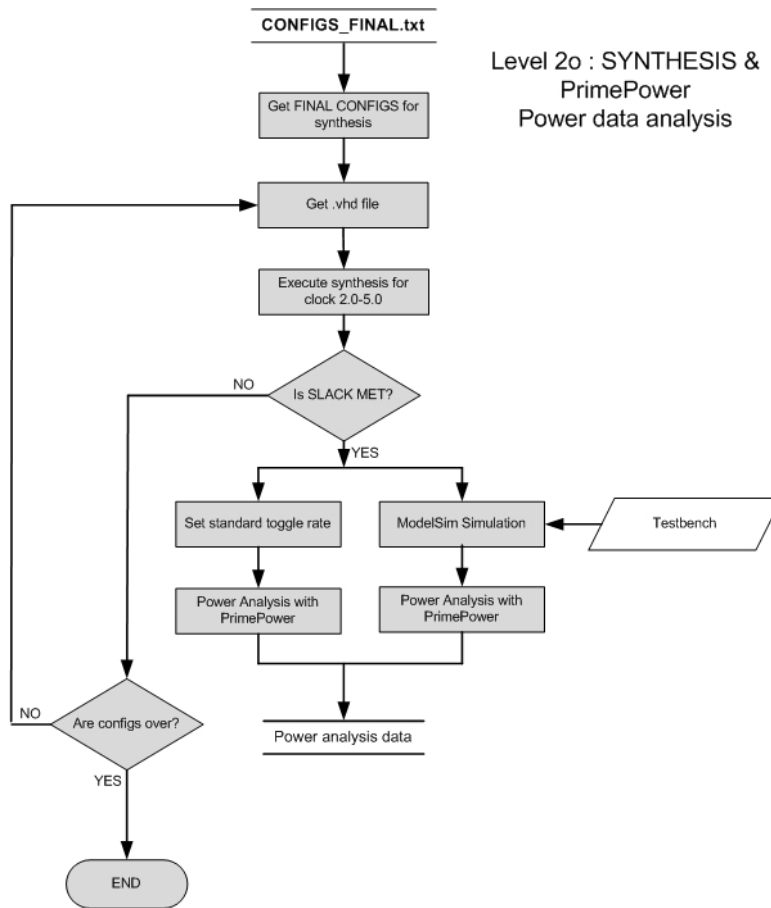 CONFIGS_FINAL.txt
Level 2o : SYNTHESIS &
PrimePower
Power data analysis
Get FINAL CONFIGS for
synthesis
Get .vhd file
Execute synthesis for
clock 2.0-5.0
NO
Is SLACK MET?
YES
Set standard toggle rate
ModelSim Simulation
Testbench
Power Analysis with
PrimePower
Power Analysis with
PrimePower
NO
Are configs over?
Power analysis data
YES
END